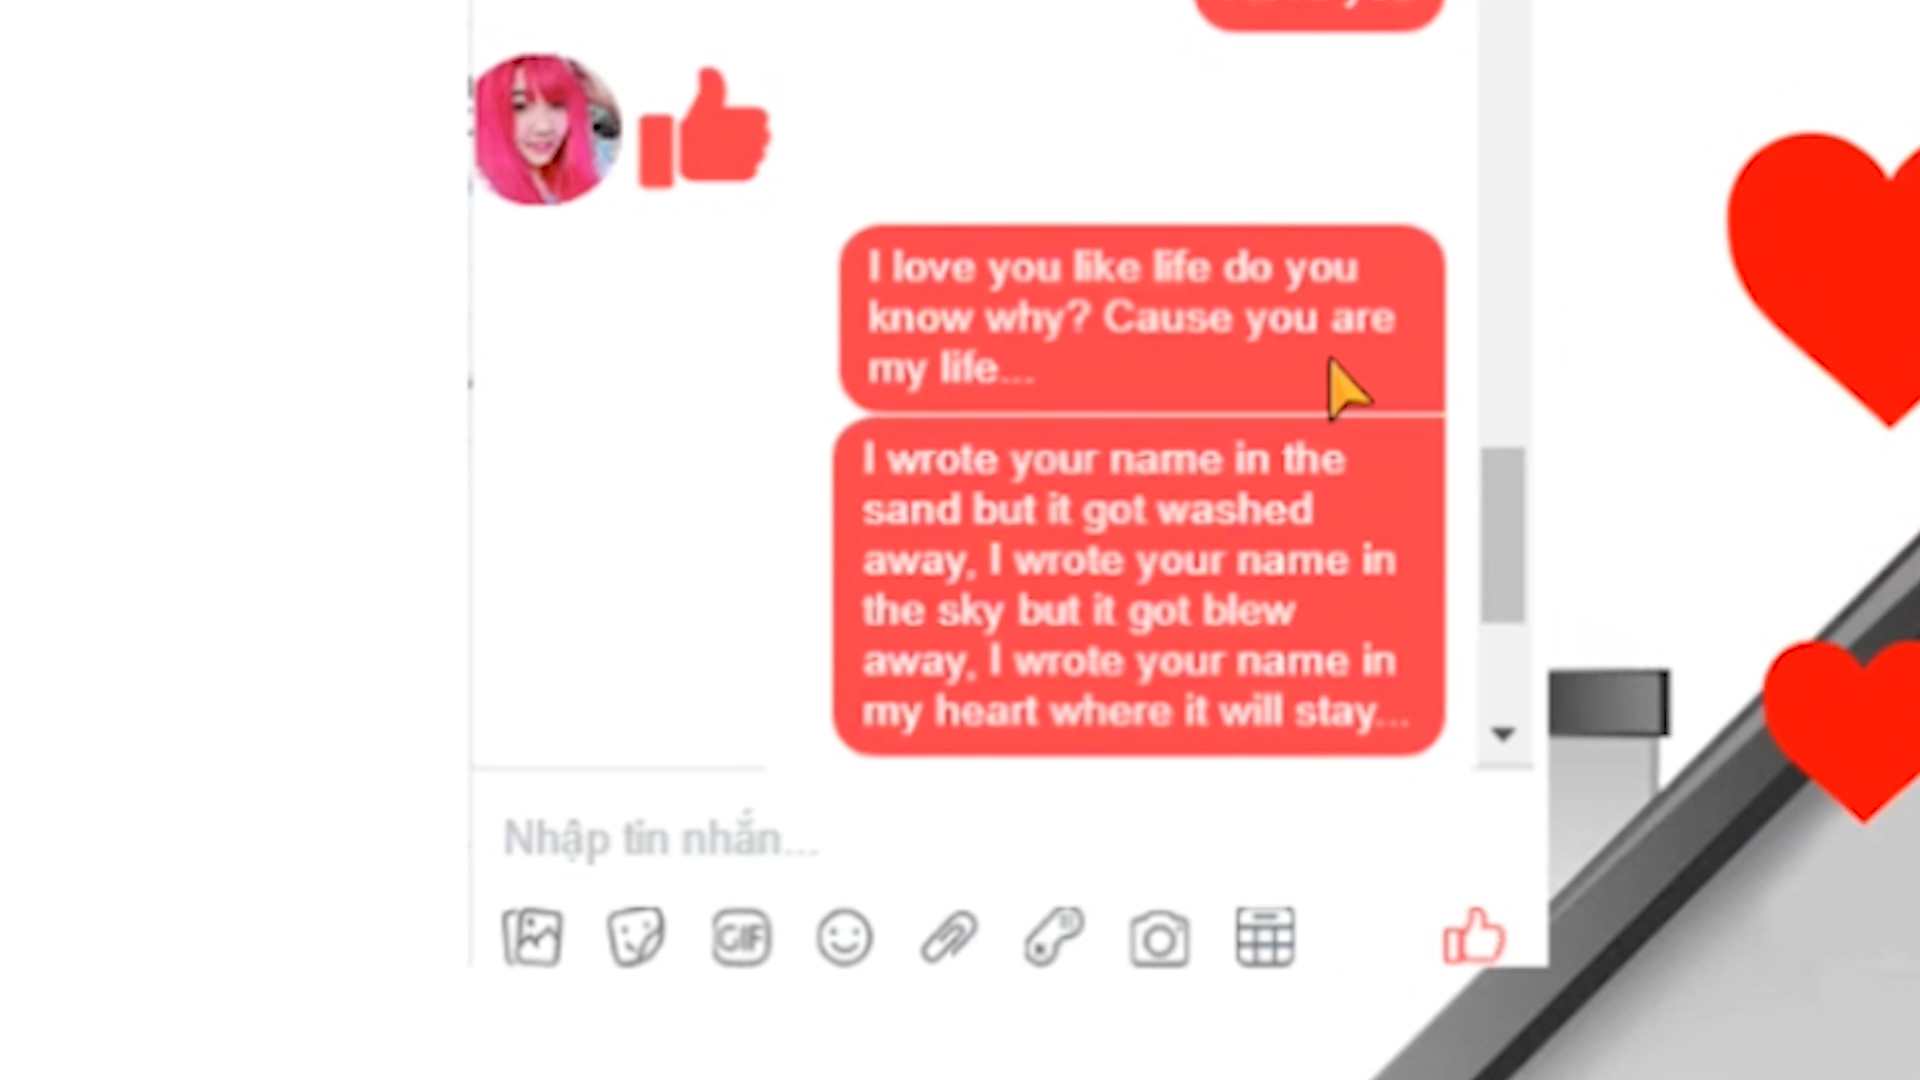 I love you like life do you
know why? Cause you are
my life...
I wrote your name in the
sand but it got washed
away, I wrote your name in
the sky but it got blew
away, I wrote your name in
my heart where it will stay...
Nhập tin nhắn...
GIF